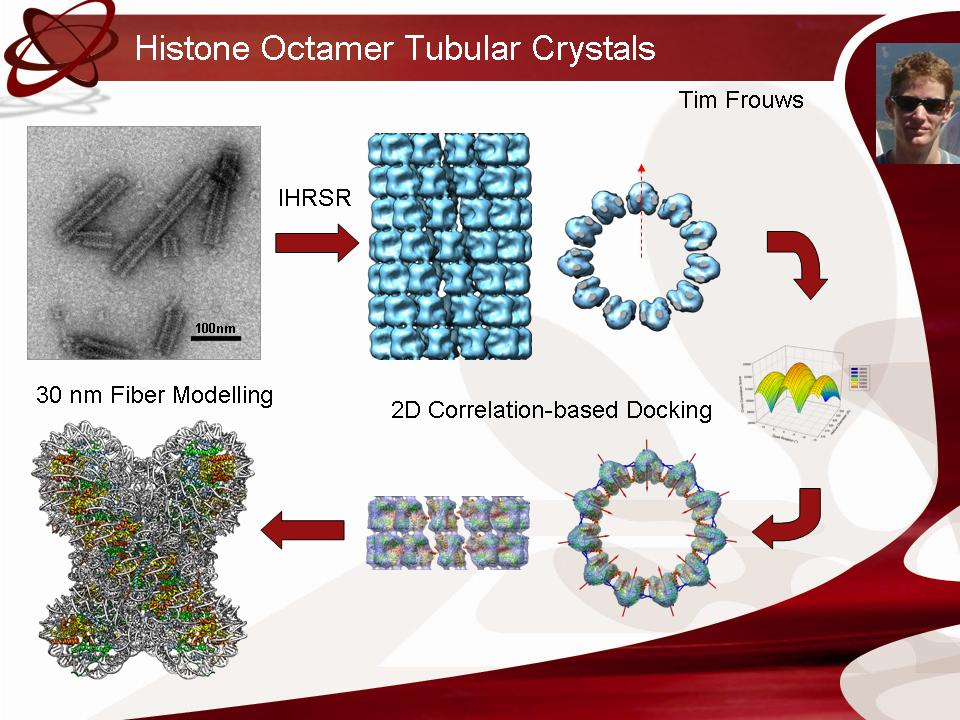 Histone Octamer Tubular Crystals
Tim Frouws
IHRSR
100nm
30 nm Fiber Modelling
2D Correlation-based Docking